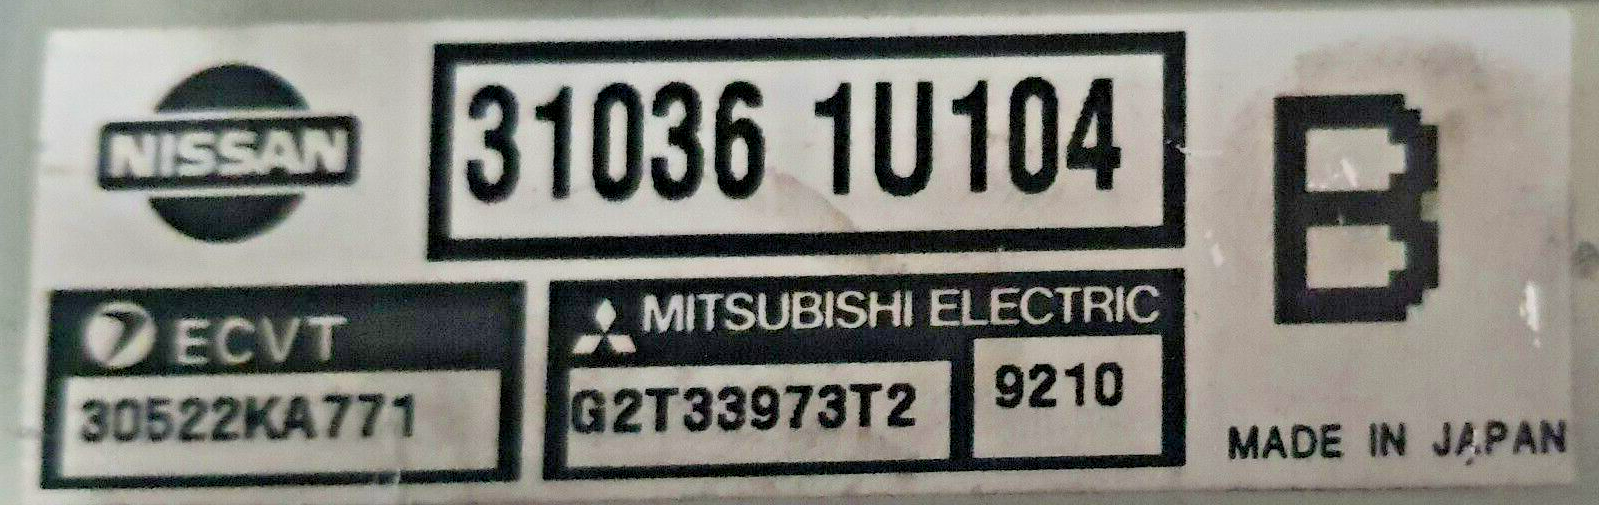 NISSAN
31036 1U104
B
ECVT
30522KA771
MITSUBISHI ELECTRIC
G2T33973T2
9210
MADE IN JAPAN